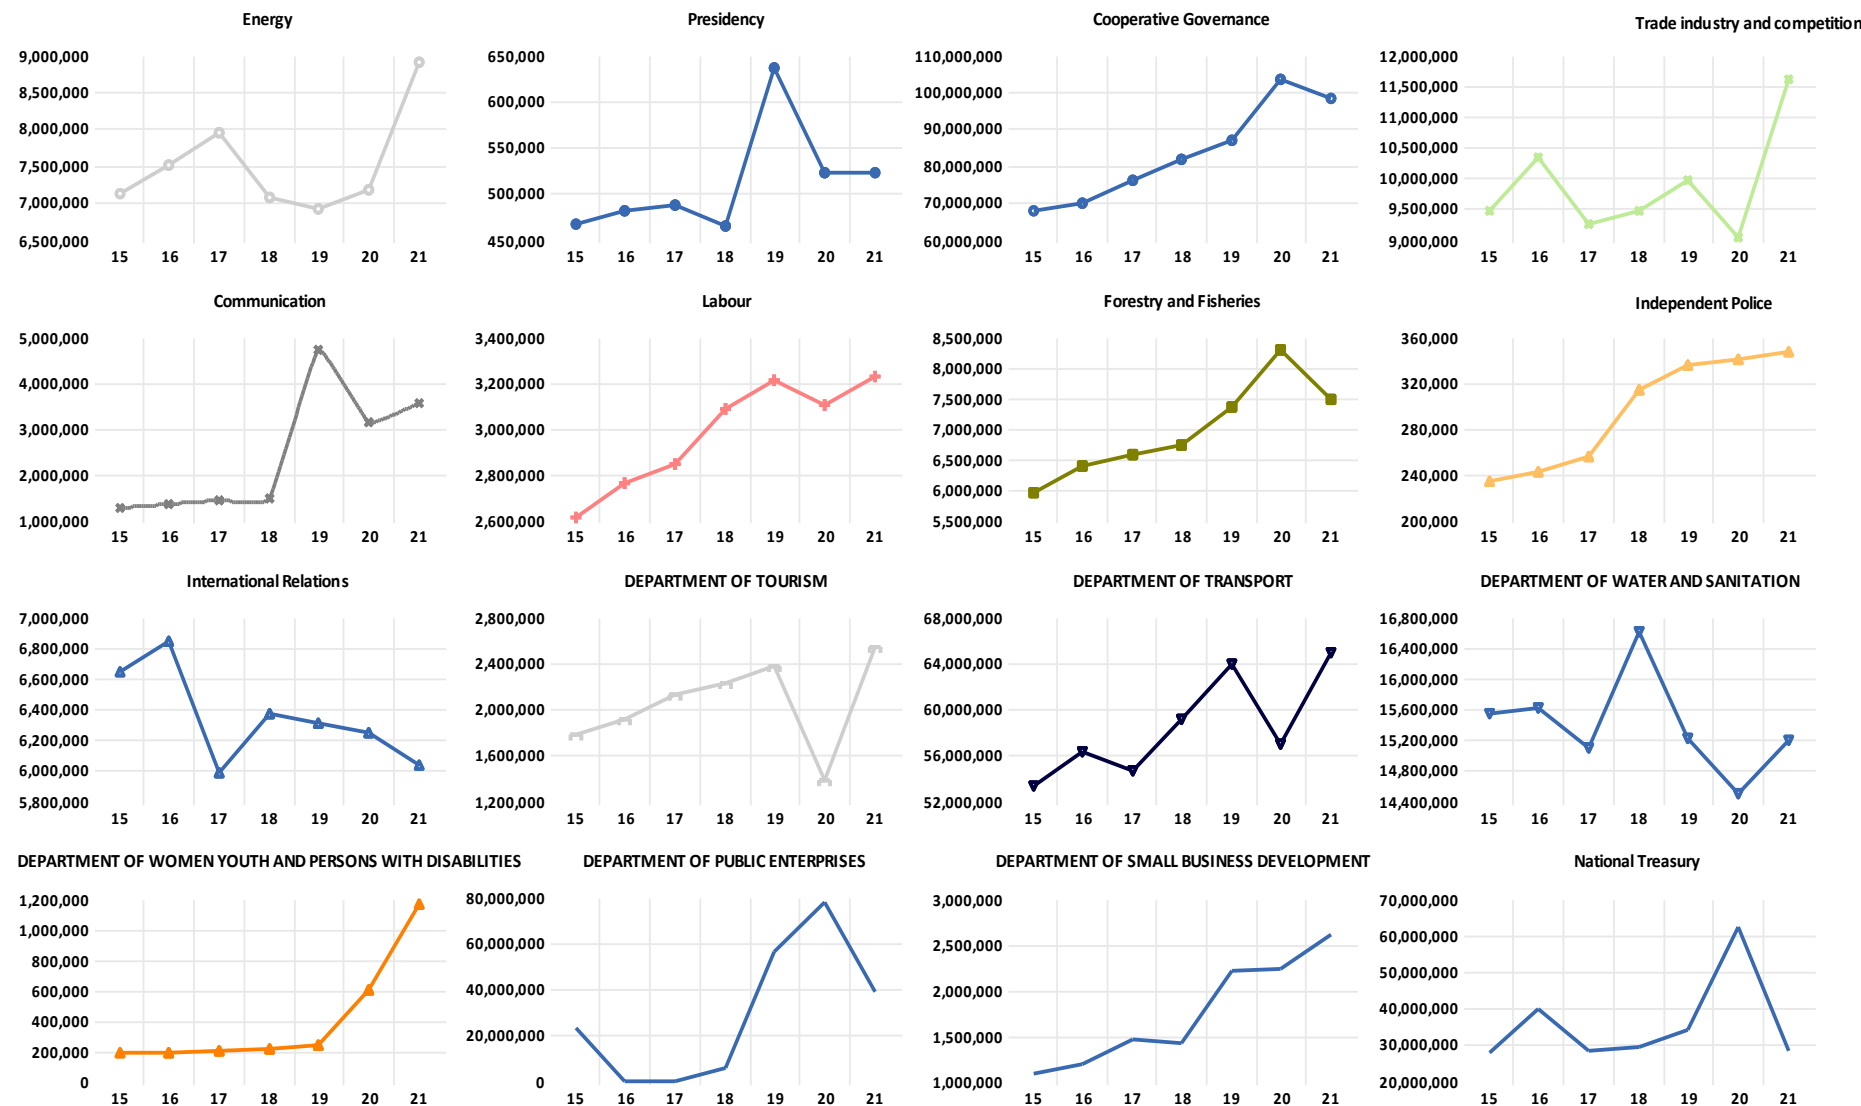 Energy
9,000,000
8,500,000
8,000,000
7,500,000
7,000,000
6,500,000
15 16 17 18 19 20 21
Presidency
650,000
600,000
550,000
500,000
450,000
15 16 17 18 19 20 21
Cooperative Governance
110,000,000
100,000,000
90,000,000
80,000,000
70,000,000
60,000,000
15 16 17 18 19 20 21
Trade industry and competition
12,000,000
11,500,000
11,000,000
10,500,000
10,000,000
9,500,000
9,000,000
15 16 17 18 19 20 21
Communication
5,000,000
4,000,000
3,000,000
2,000,000
1,000,000
15 16 17 18 19 20 21
Labour
3,400,000
3,200,000
3,000,000
2,800,000
2,600,000
15 16 17 18 19 20 21
Forestry and Fisheries
8,500,000
8,000,000
7,500,000
7,000,000
6,500,000
6,000,000
5,500,000
15 16 17 18 19 20 21
Independent Police
360,000
320,000
280,000
240,000
200,000
15 16 17 18 19 20 21
International Relations
7,000,000
6,800,000
6,600,000
6,400,000
6,200,000
6,000,000
5,800,000
15 16 17 18 19 20 21
DEPARTMENT OF TOURISM
2,800,000
2,400,000
2,000,000
1,600,000
1,200,000
15 16 17 18 19 20 21
DEPARTMENT OF TRANSPORT
68,000,000
64,000,000
60,000,000
56,000,000
52,000,000
15 16 17 18 19 20 21
DEPARTMENT OF WATER AND SANITATION
16,800,000
16,400,000
16,000,000
15,600,000
15,200,000
14,800,000
14,400,000
15 16 17 18 19 20 21
DEPARTMENT OF WOMEN YOUTH AND PERSONS WITH DISABILITIES
1,200,000
1,000,000
800,000
600,000
400,000
200,000
0
15 16 17 18 19 20 21
DEPARTMENT OF PUBLIC ENTERPRISES
80,000,000
60,000,000
40,000,000
20,000,000
0
15 16 17 18 19 20 21
DEPARTMENT OF SMALL BUSINESS DEVELOPMENT
3,000,000
2,500,000
2,000,000
1,500,000
1,000,000
15 16 17 18 19 20 21
National Treasury
70,000,000
60,000,000
50,000,000
40,000,000
30,000,000
20,000,000
15 16 17 18 19 20 21